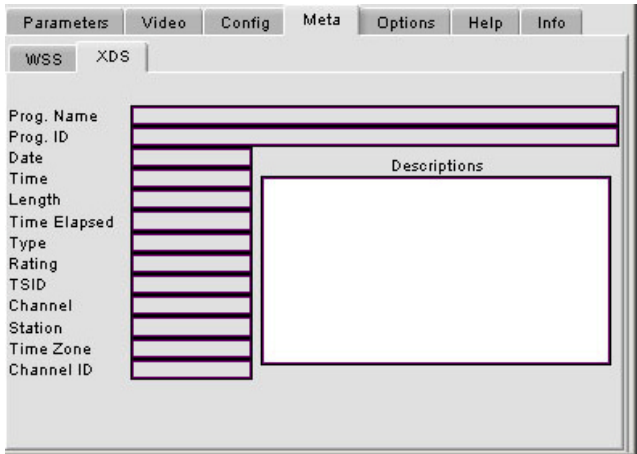 Parameters Video Config Meta Options Help Info
WSS XDS
Prog. Name
Prog. ID
Date
Descriptions
Time
Length
Time Elapsed
Type
Rating
TSID
Channel
Station
Time Zone
Channel ID